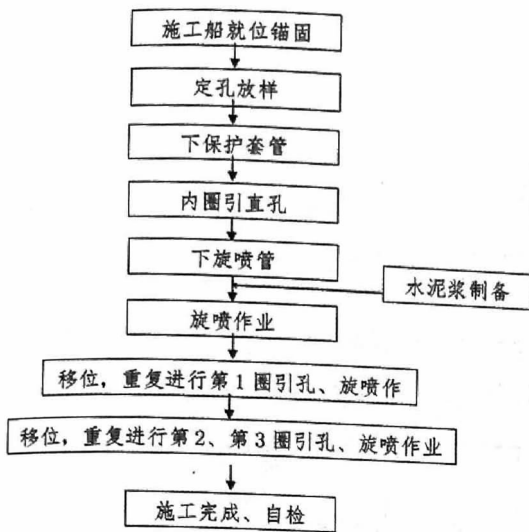 施工船就位锚固
定孔放样
下保护套管
内圈引直孔
下旋喷管
水泥浆制备
旋喷作业
移位，重复进行第1圈引孔、旋喷作
移位，重复进行第2、第3圈引孔、旋喷作业
施工完成、自检